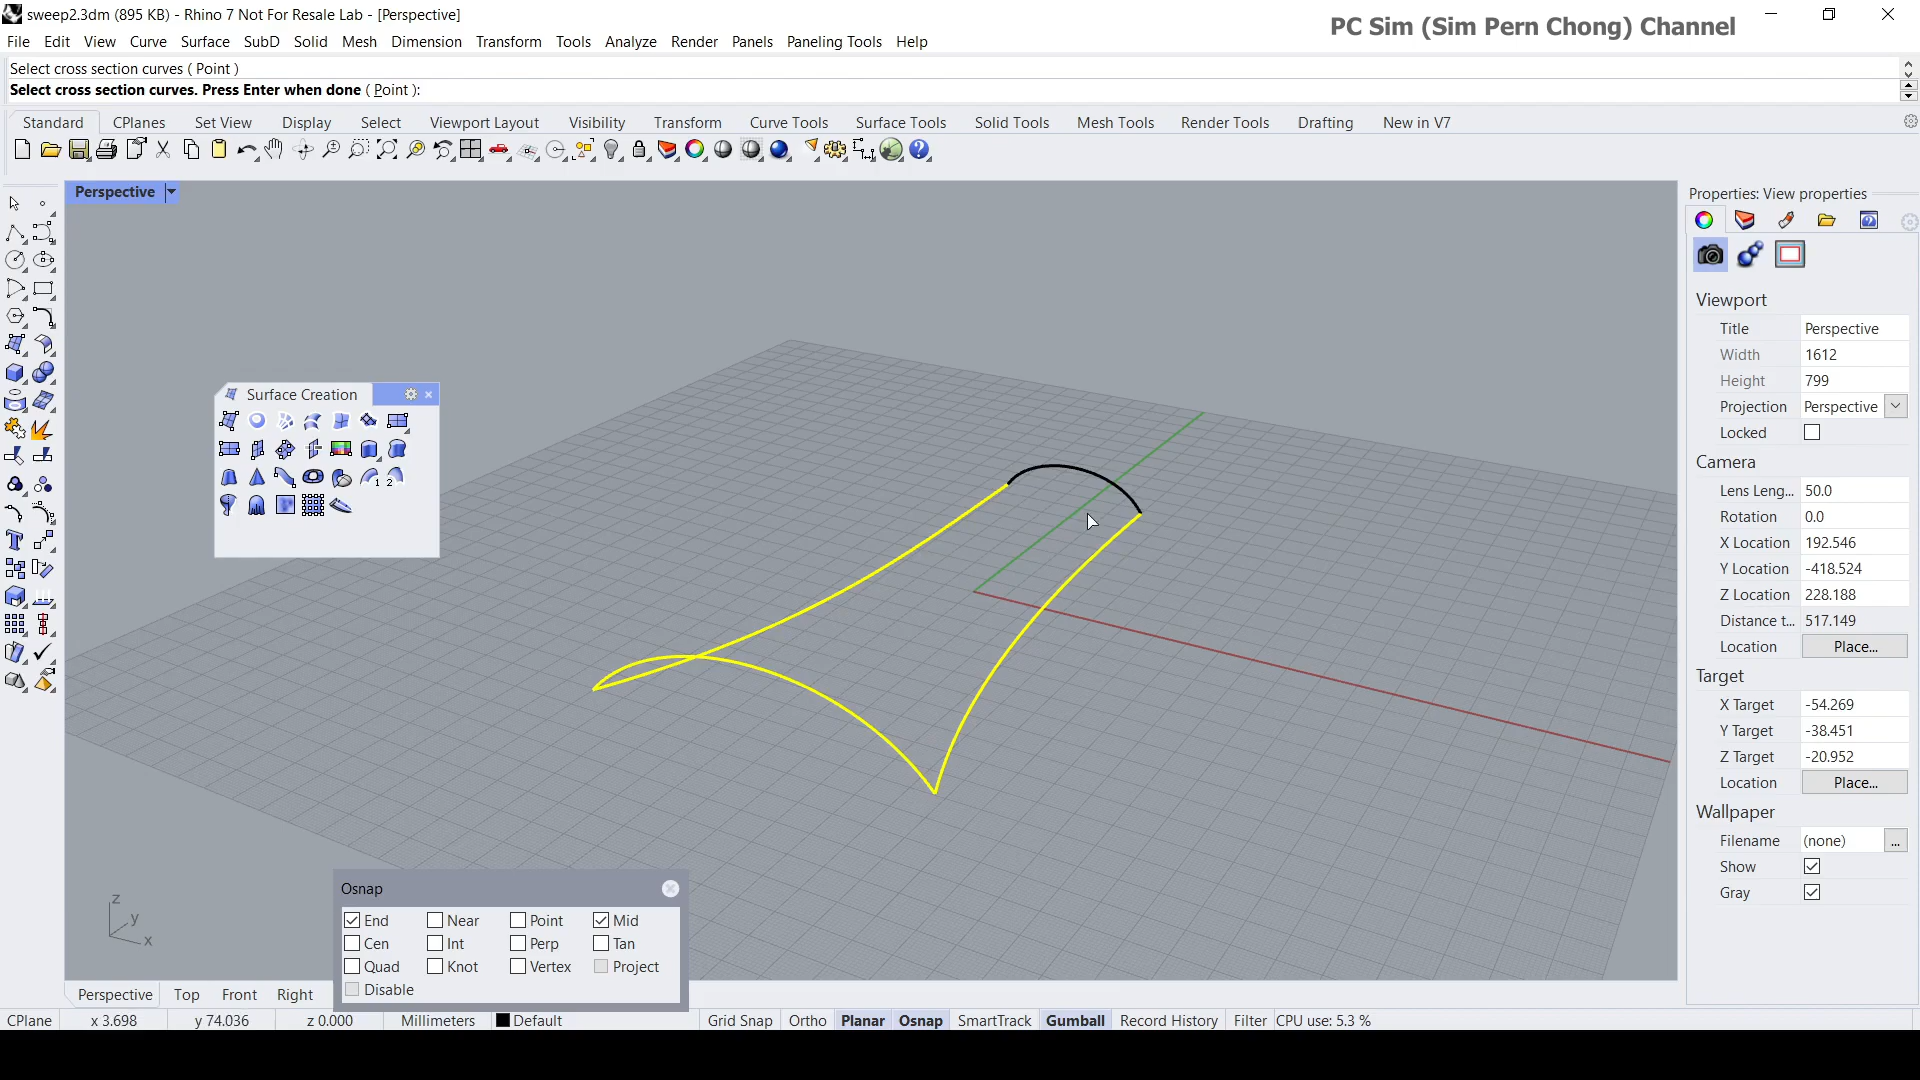 sweep2.3dm (895 KB) - Rhino 7 Not For Resale Lab - [Perspective]
PC Sim (Sim Pern Chong) Channel
File Edit View Curve Surface SubD Solid Mesh Dimension Transform Tools Analyze Render Panels Paneling Tools Help
Select cross section curves ( Point )
Select cross section curves. Press Enter when done ( Point ):
Standard CPlanes Set View Display Select Viewport Layout Visibility Transform Curve Tools Surface Tools Solid Tools Mesh Tools Render Tools Drafting New in V7
Perspective
Properties: View properties
Viewport
Title Perspective
Width 1612
Height 799
Projection Perspective
Locked
Camera
Lens Leng... 50.0
Rotation 0.0
X Location 192.546
Y Location -418.524
Z Location 228.188
Distance t... 517.149
Location Place...
Target
X Target -54.269
Y Target -38.451
Z Target -20.952
Location Place...
Wallpaper
Filename (none) ...
Show
Gray
Surface Creation
1 2
z
y
x
Osnap
End Near Point Mid
Cen Int Perp Tan
Quad Knot Vertex Project
Disable
Perspective Top Front Right
CPlane x 3.698 y 74.036 z 0.000 Millimeters Default Grid Snap Ortho Planar Osnap SmartTrack Gumball Record History Filter CPU use: 5.3 %